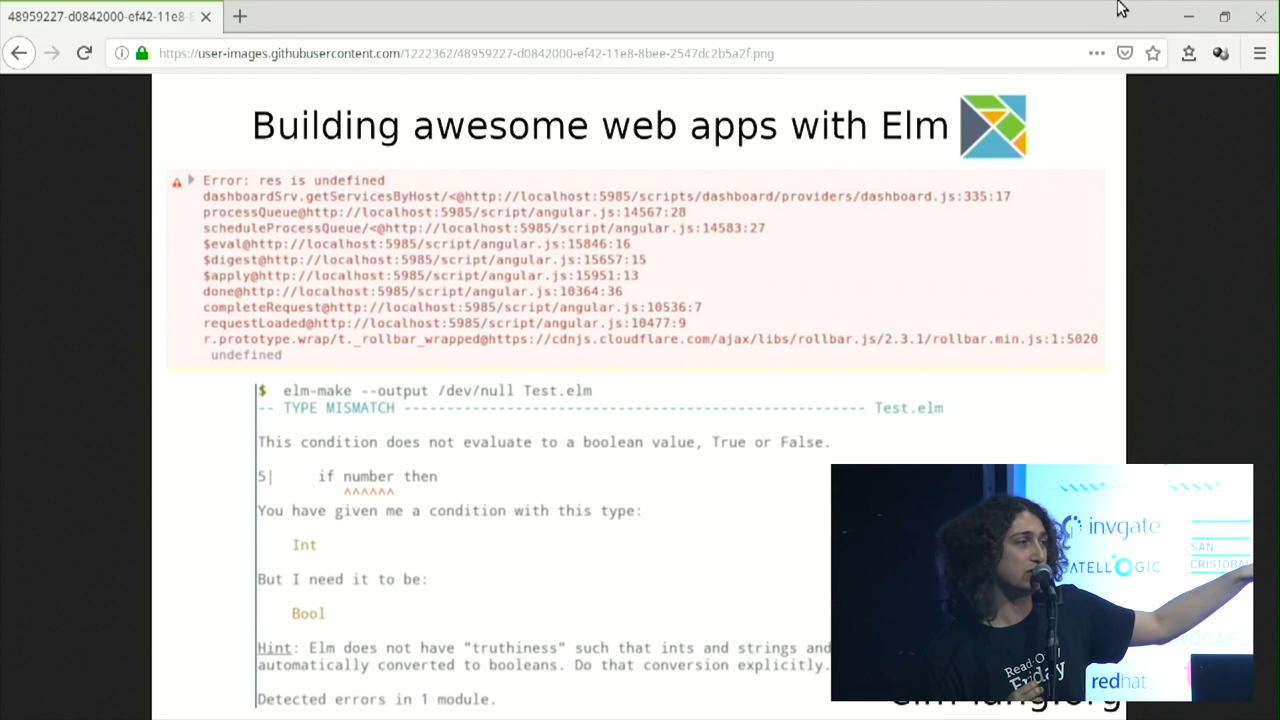 48959227-d0842000-ef42-11e8-8
https://user-images.githubusercontent.com/1222362/48959227-d0842000-ef42-11e8-8bee-2547dc2b5a2f.png
Building awesome web apps with Elm
Error: res is undefined
dashboardSrv.getServicesByHost/<@http://localhost:5985/scripts/dashboard/providers/dashboard.js:335:17
processQueue@http://localhost:5985/script/angular.js:14567:28
scheduleProcessQueue/<@http://localhost:5985/script/angular.js:14583:27
$eval@http://localhost:5985/script/angular.js:15846:16
$digest@http://localhost:5985/script/angular.js:15657:15
$apply@http://localhost:5985/script/angular.js:15951:13
done@http://localhost:5985/script/angular.js:10364:36
completeRequest@http://localhost:5985/script/angular.js:10536:7
requestLoaded@http://localhost:5985/script/angular.js:10477:9
r.prototype.wrap/t._rollbar_wrapped@https://cdnjs.cloudflare.com/ajax/libs/rollbar.js/2.3.1/rollbar.min.js:1:5020
undefined
$ elm-make --output /dev/null Test.elm
-- TYPE MISMATCH ------------------------------------------------------ Test.elm
This condition does not evaluate to a boolean value, True or False.
5| if number then
^^^^^^
You have given me a condition with this type:
Int
But I need it to be:
Bool
Hint: Elm does not have "truthiness" such that ints and strings and
automatically converted to booleans. Do that conversion explicitly.
Detected errors in 1 module.
invgate
SATELLOGIC
SAN
CRISTOBAL
redhat
Read-O
Friday